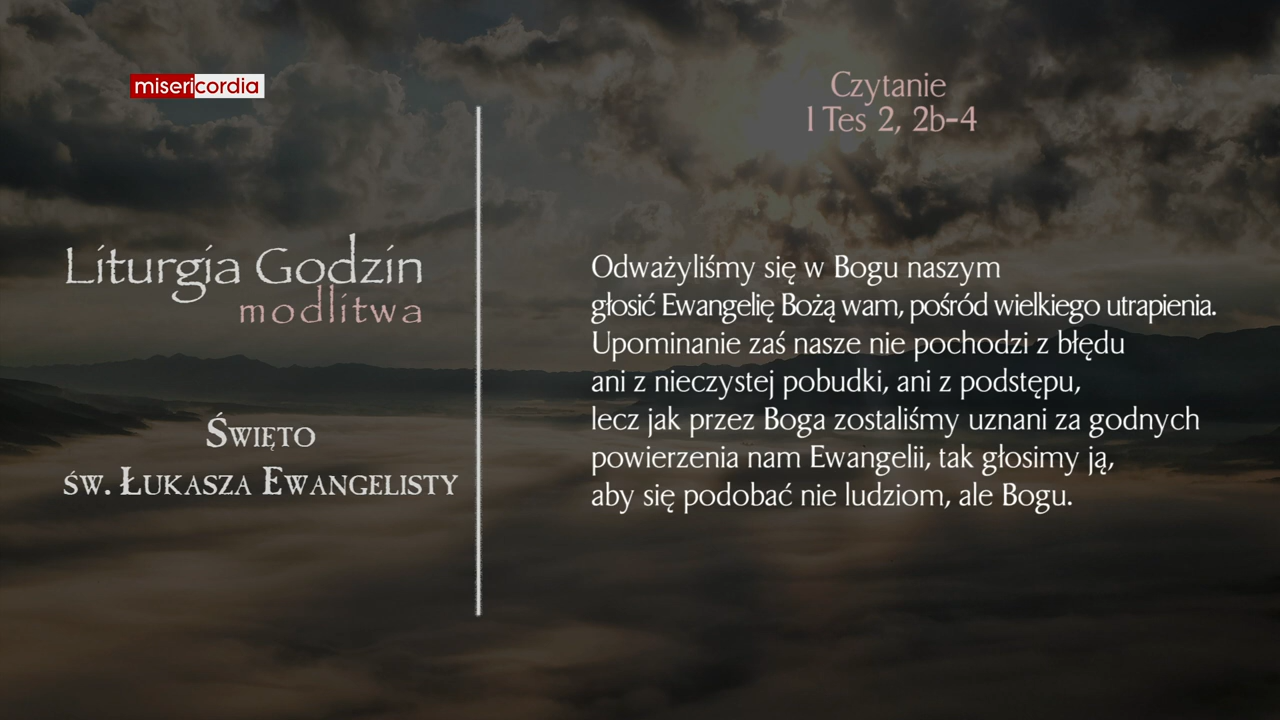 misericordia
Liturgia Godzin
modlitwa
Święto
św. Łukasza Ewangelisty
Czytanie
1 Tes 2, 2b-4
Odważyliśmy się w Bogu naszym
głosić Ewangelię Bożą wam, pośród wielkiego utrapienia.
Upominanie zaś nasze nie pochodzi z błędu
ani z nieczystej pobudki, ani z podstępu,
lecz jak przez Boga zostaliśmy uznani za godnych
powierzenia nam Ewangelii, tak głosimy ją,
aby się podobać nie ludziom, ale Bogu.